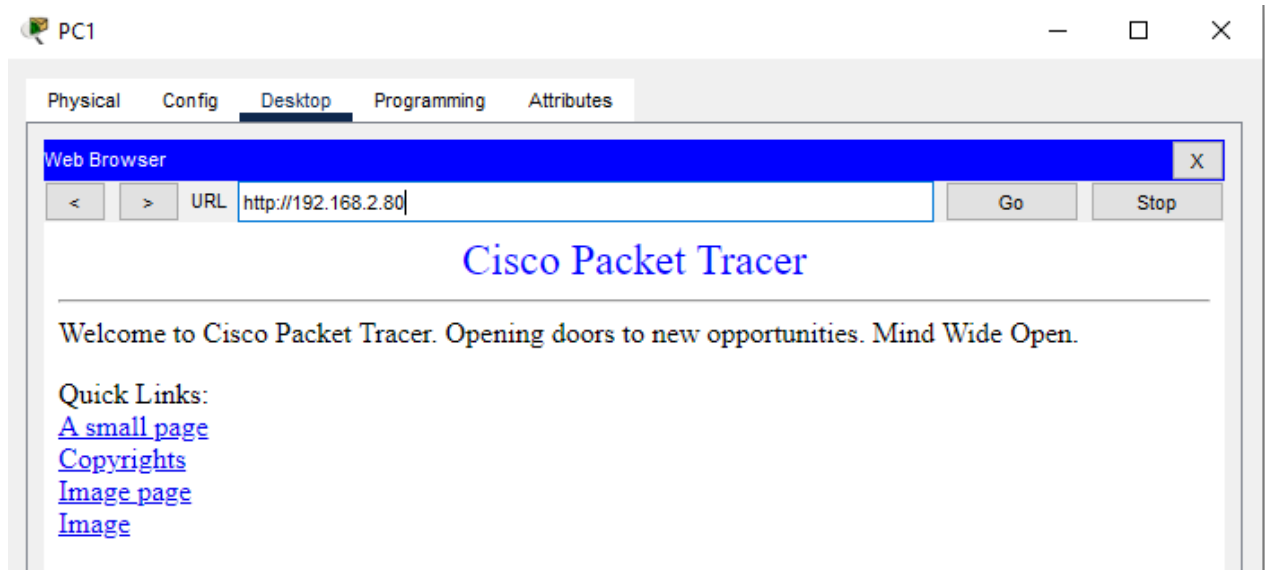 PC1
Physical Config Desktop Programming Attributes
Web Browser X
< > URL http://192.168.2.80 Go Stop
Cisco Packet Tracer
Welcome to Cisco Packet Tracer. Opening doors to new opportunities. Mind Wide Open.
Quick Links:
A small page
Copyrights
Image page
Image